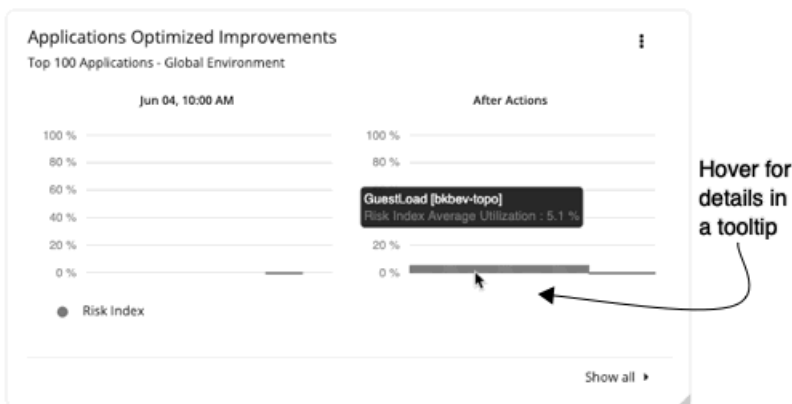 Applications Optimized Improvements
Top 100 Applications - Global Environment
Jun 04, 10:00 AM
100 %
80 %
60 %
40 %
20 %
0 %
After Actions
100 %
80 %
GuestLoad [bkbev-topo]
Risk Index Average Utilization : 5.1 %
20 %
0 %
Risk Index
Show all
Hover for
details in
a tooltip